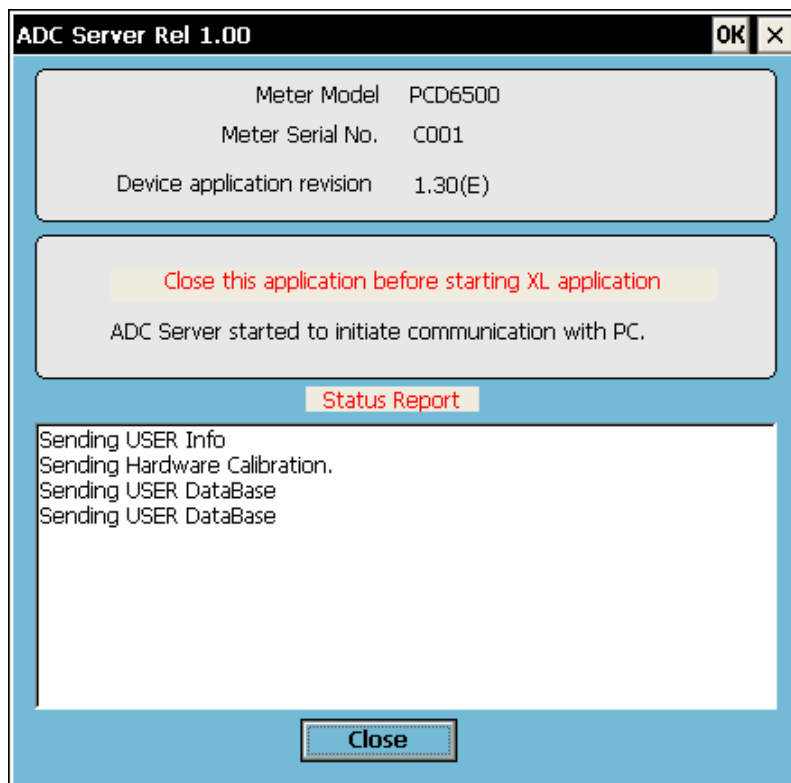 ADC Server Rel 1.00 OK ×
Meter Model PCD6500
Meter Serial No. C001
Device application revision 1.30(E)
Close this application before starting XL application
ADC Server started to initiate communication with PC.
Status Report
Sending USER Info
Sending Hardware Calibration.
Sending USER DataBase
Sending USER DataBase
Close